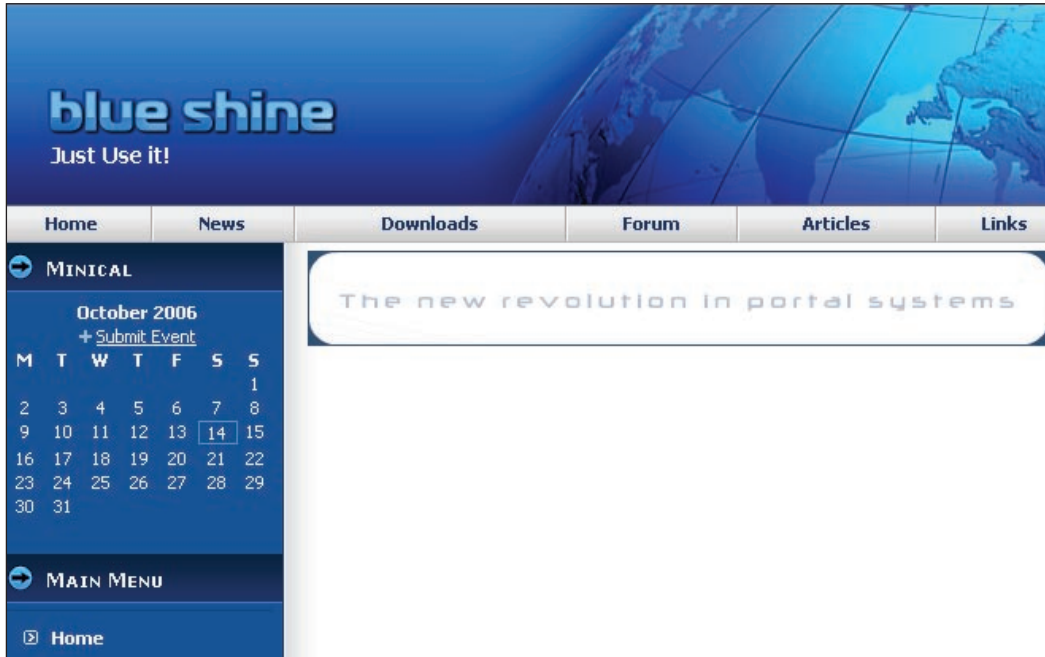 blue shine
Just Use it!
Home News Downloads Forum Articles Links
MINICAL
The new revolution in portal systems
October 2006
+ Submit Event
M T W T F S S
1
2 3 4 5 6 7 8
9 10 11 12 13 14 15
16 17 18 19 20 21 22
23 24 25 26 27 28 29
30 31
MAIN MENU
Home